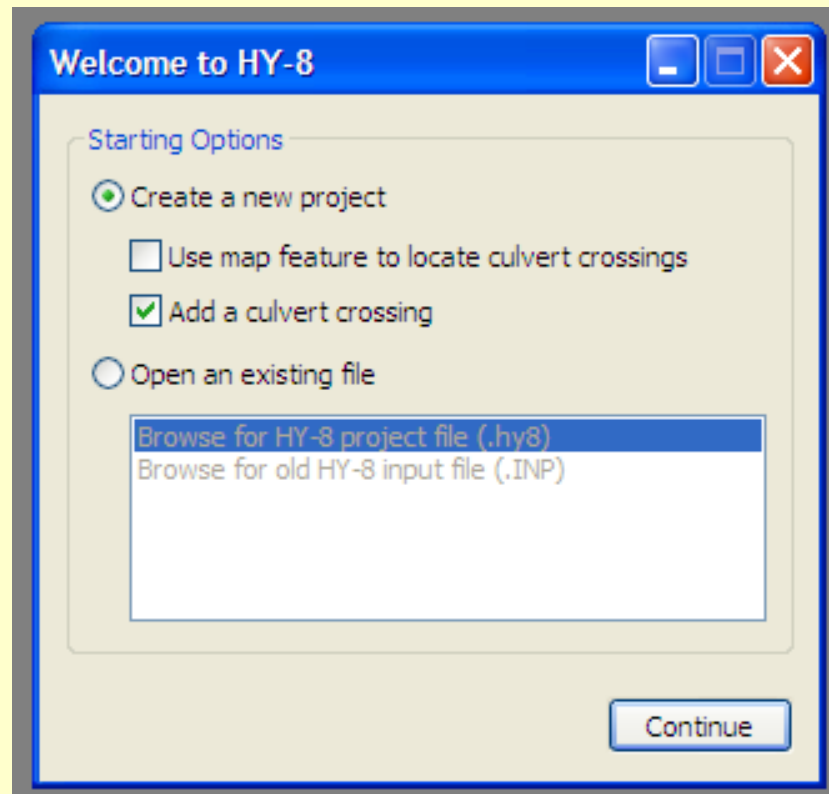 Welcome to HY-8
Starting Options
Create a new project
Use map feature to locate culvert crossings
Add a culvert crossing
Open an existing file
Browse for HY-8 project file (.hy8)
Browse for old HY-8 input file (.INP)
Continue